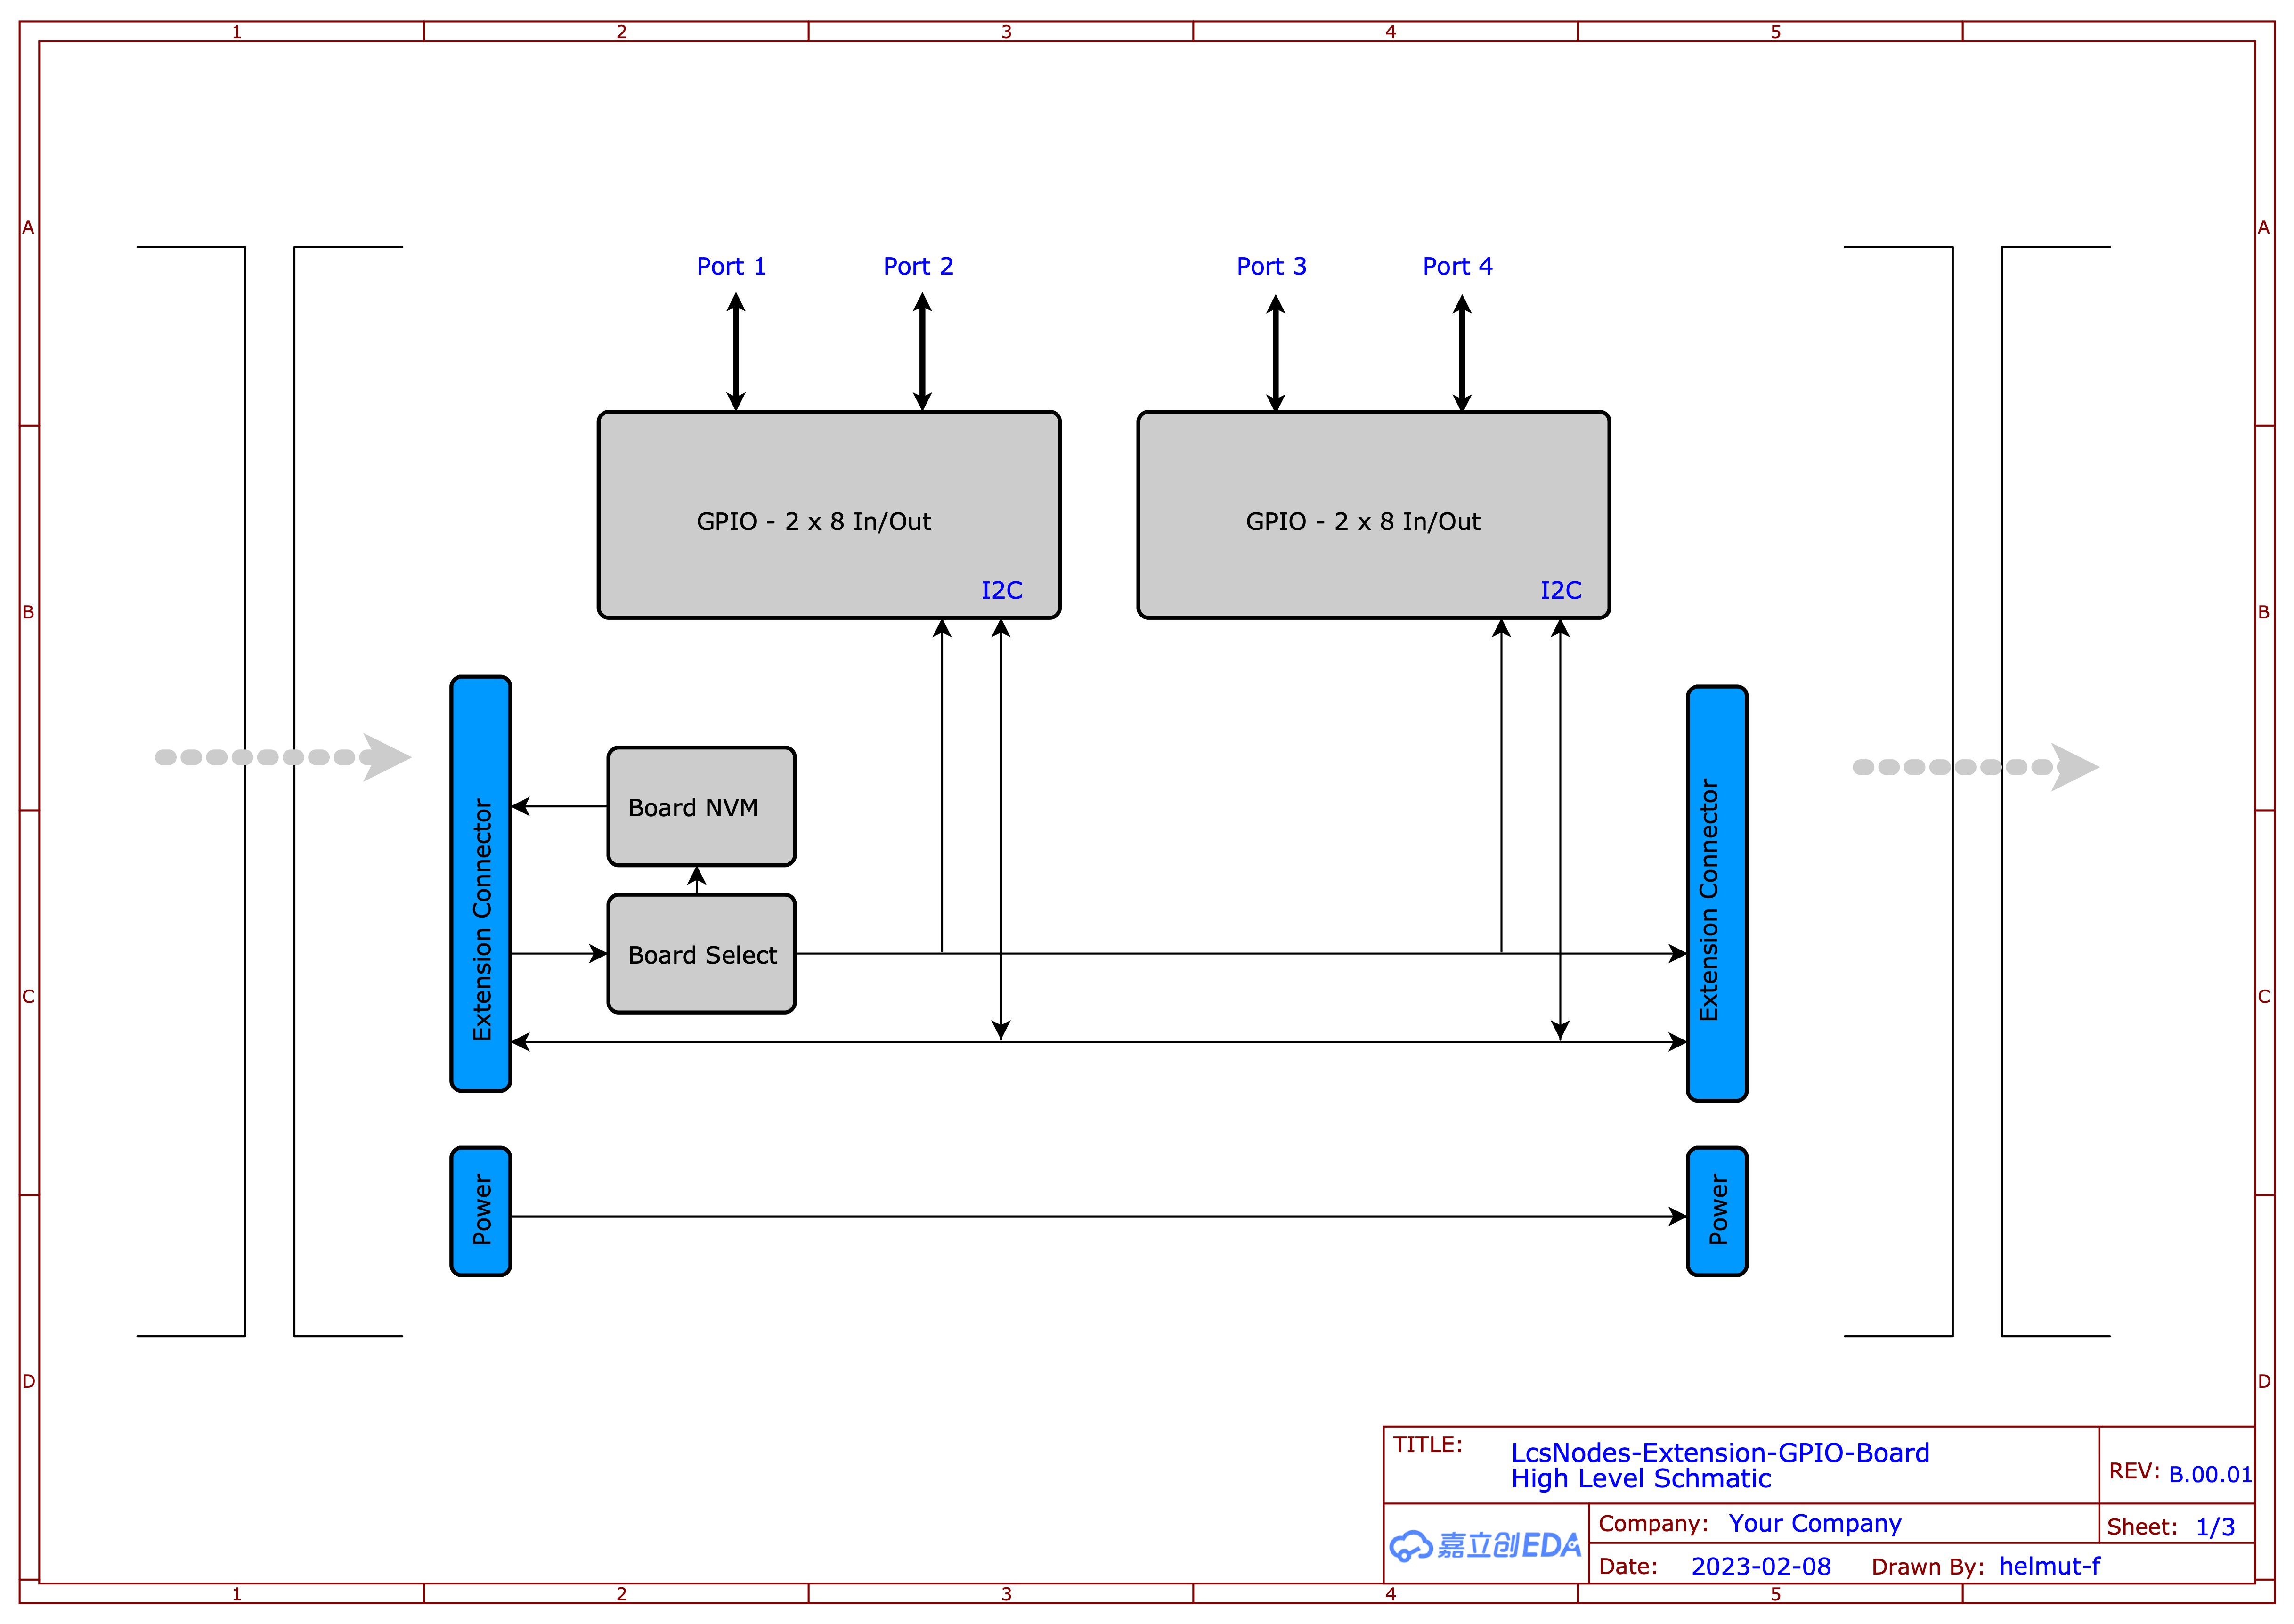 1 2 3 4 5
A A
Port 1 Port 2 Port 3 Port 4
GPIO - 2 x 8 In/Out GPIO - 2 x 8 In/Out
I2C I2C
B B
Extension Connector
Board NVM
Board Select
Extension Connector
C C
Power Power
D D
TITLE: LcsNodes-Extension-GPIO-Board
High Level Schmatic
REV: B.00.01
嘉立创EDA
Company: Your Company
Sheet: 1/3
Date: 2023-02-08 Drawn By: helmut-f
1 2 3 4 5